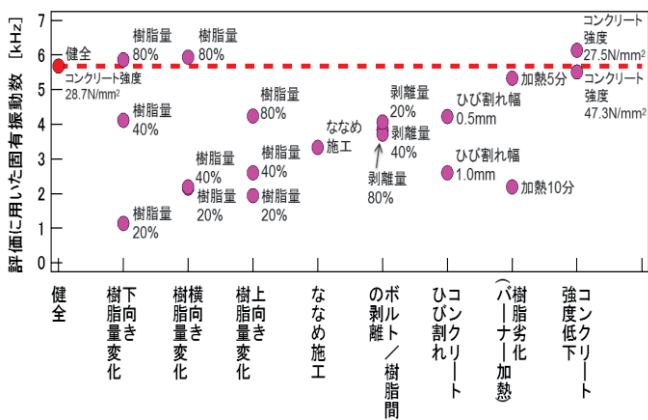 評価に用いた固有振動数 [kHz]
7
6
5
4
3
2
1
0
健全
コンクリート強度
28.7N/mm²
樹脂量
80%
樹脂量
40%
樹脂量
20%
樹脂量
80%
樹脂量
40%
樹脂量
20%
樹脂量
80%
樹脂量
40%
樹脂量
20%
ななめ
施工
剥離量
20%
剥離量
40%
剥離量
80%
ひび割れ幅
0.5mm
ひび割れ幅
1.0mm
加熱5分
加熱10分
コンクリート
強度
27.5N/mm²
コンクリート
強度
47.3N/mm²
健全
下向き
樹脂量変化
横向き
樹脂量変化
上向き
樹脂量変化
ななめ施工
ボルト/樹脂間
の剥離
コンクリート
ひび割れ
樹脂劣化
(バーナー加熱)
コンクリート
強度低下